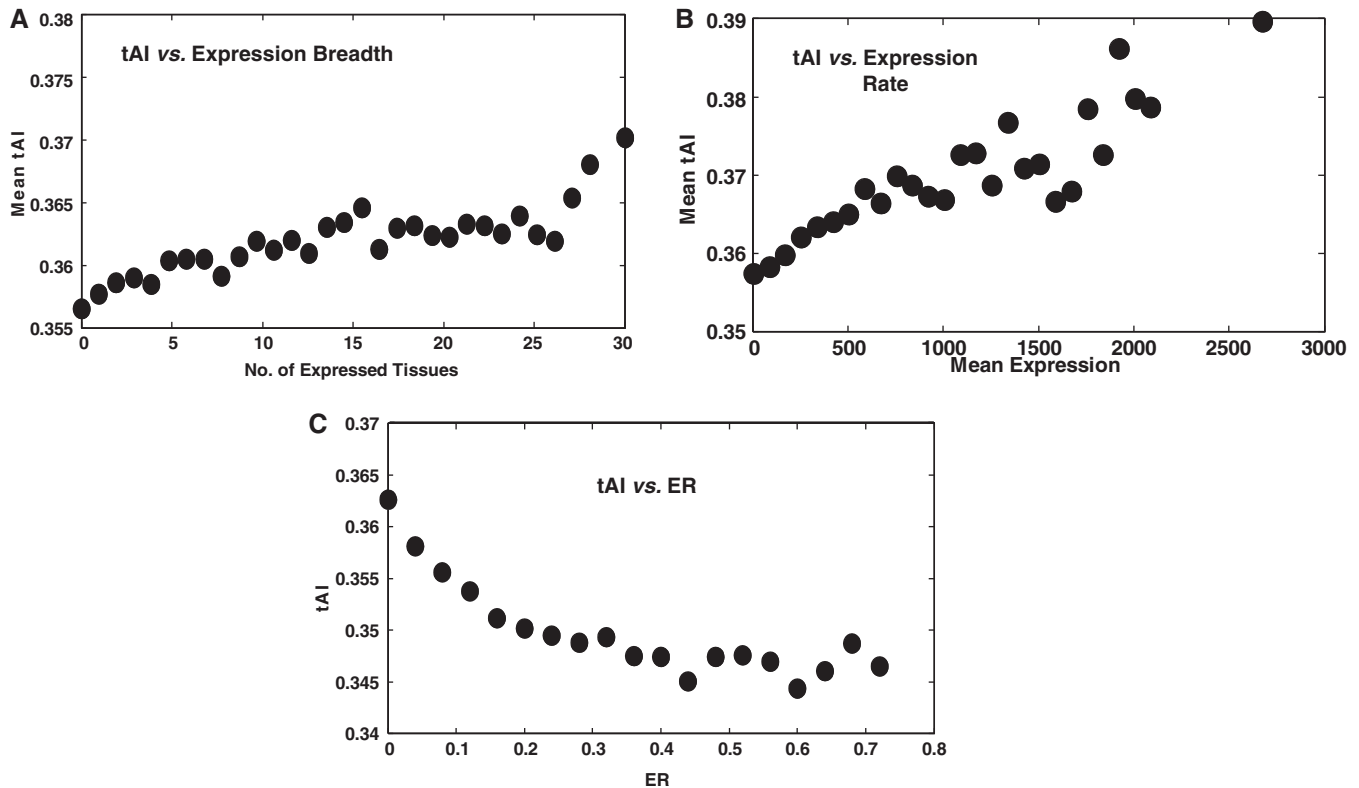 A
tAI vs. Expression Breadth
Mean tAI
0.38
0.375
0.37
0.365
0.36
0.355
0 5 10 15 20 25 30
No. of Expressed Tissues
B
tAI vs. Expression
Rate
Mean tAI
0.39
0.38
0.37
0.36
0.35
0 500 1000 1500 2000 2500 3000
Mean Expression
C
tAI vs. ER
tAI
0.37
0.365
0.36
0.355
0.35
0.345
0.34
0 0.1 0.2 0.3 0.4 0.5 0.6 0.7 0.8
ER